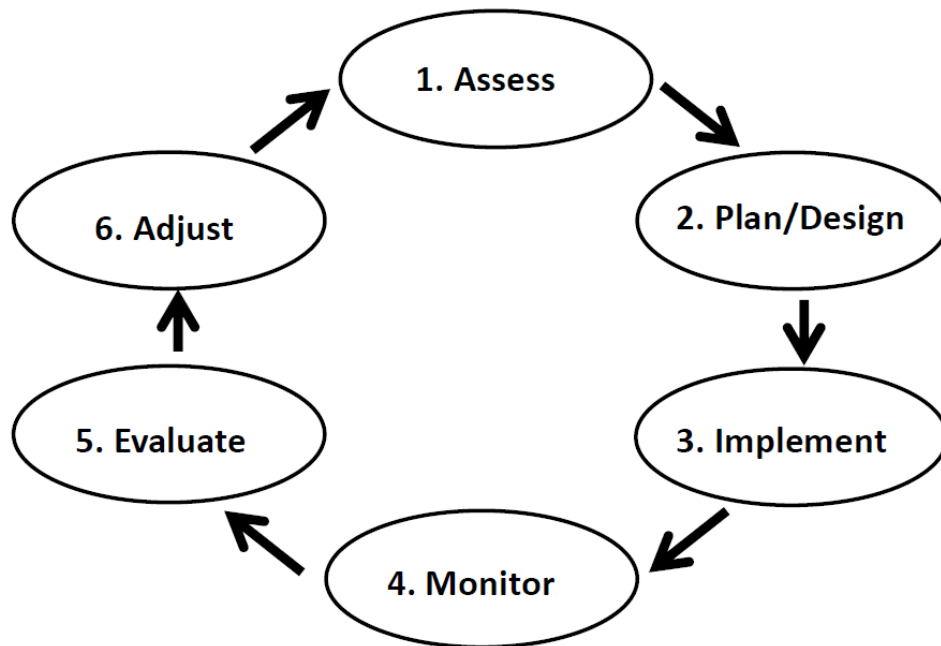 1. Assess
2. Plan/Design
3. Implement
4. Monitor
5. Evaluate
6. Adjust